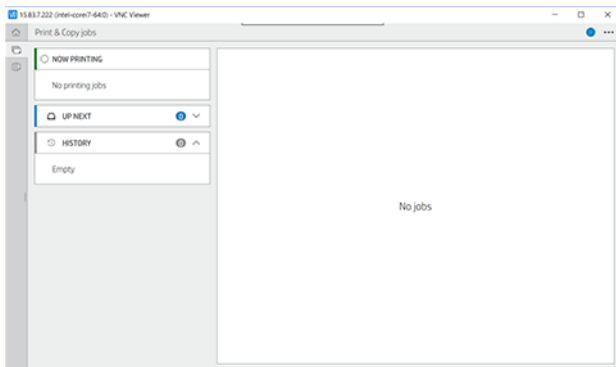 15.83.7.222 (intel-corei7-64:0) - VNC Viewer
Print & Copy jobs
NOW PRINTING
No printing jobs
UP NEXT 0
HISTORY 0
Empty
No jobs